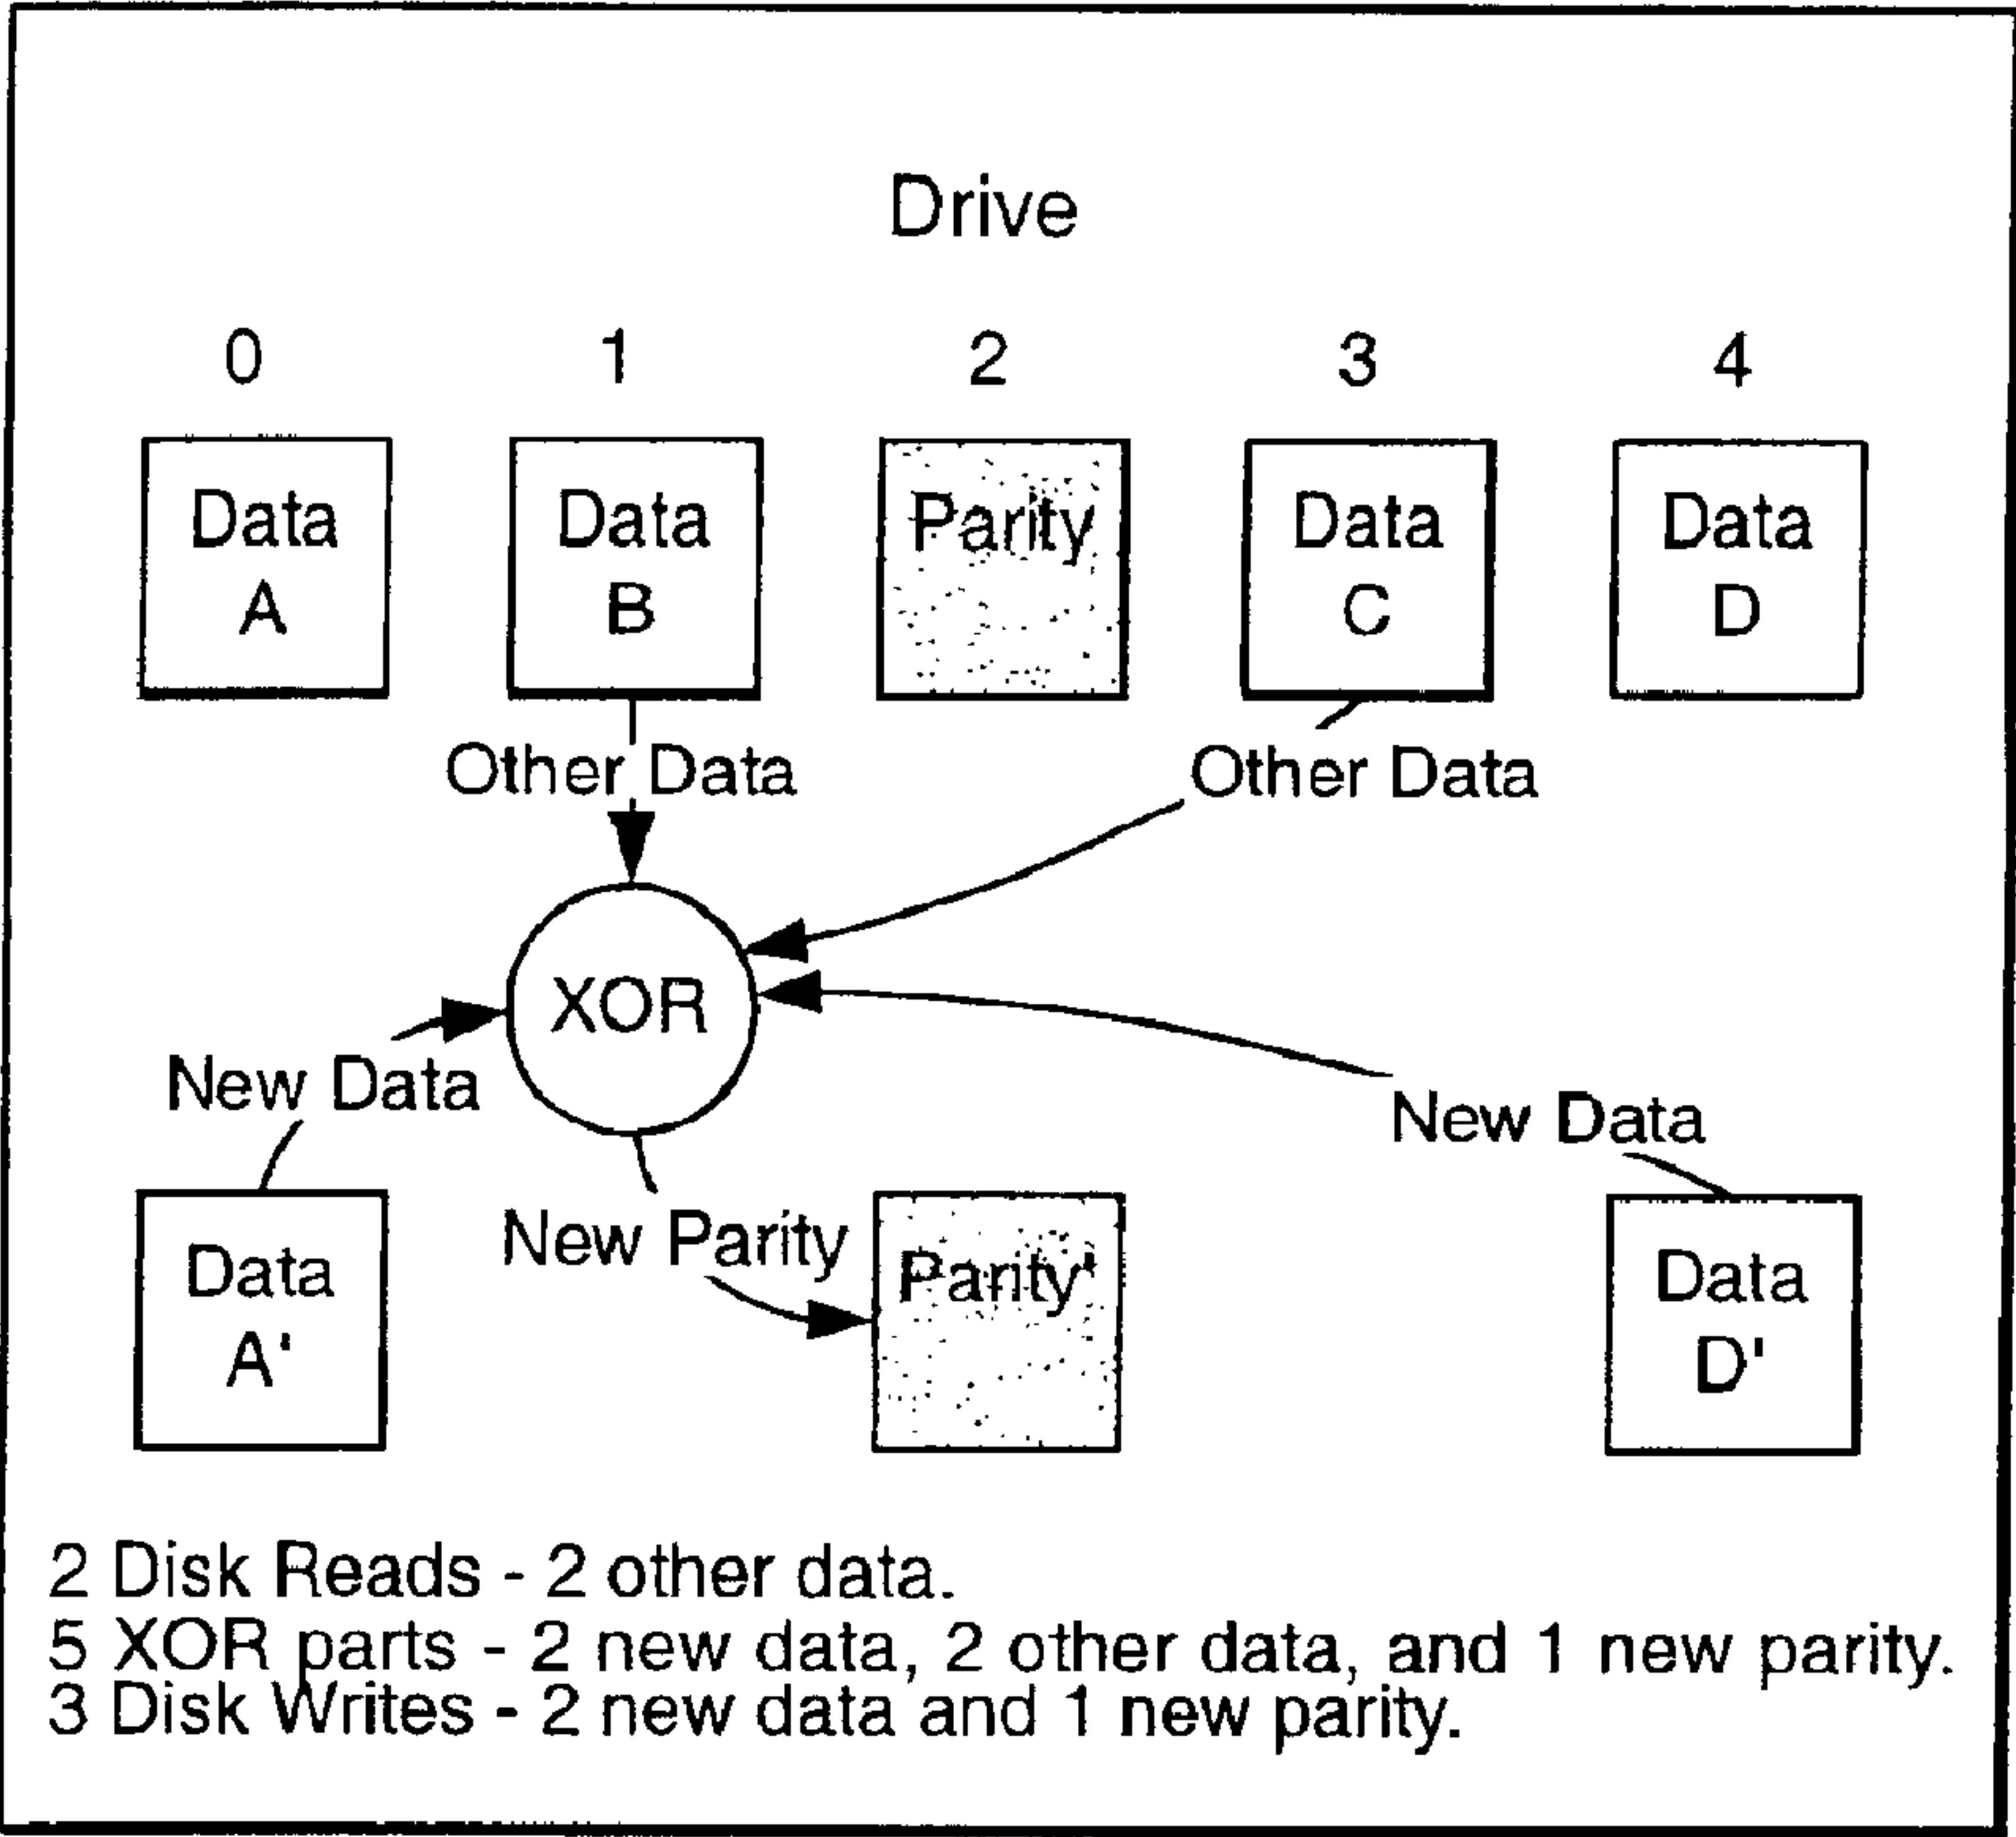 Drive
0 1 2 3 4
Data A
Data B
Parity
Data C
Data D
Other Data
Other Data
XOR
New Data
New Data
New Parity
Data A'
Parity'
Data D'
2 Disk Reads - 2 other data.
5 XOR parts - 2 new data, 2 other data, and 1 new parity.
3 Disk Writes - 2 new data and 1 new parity.